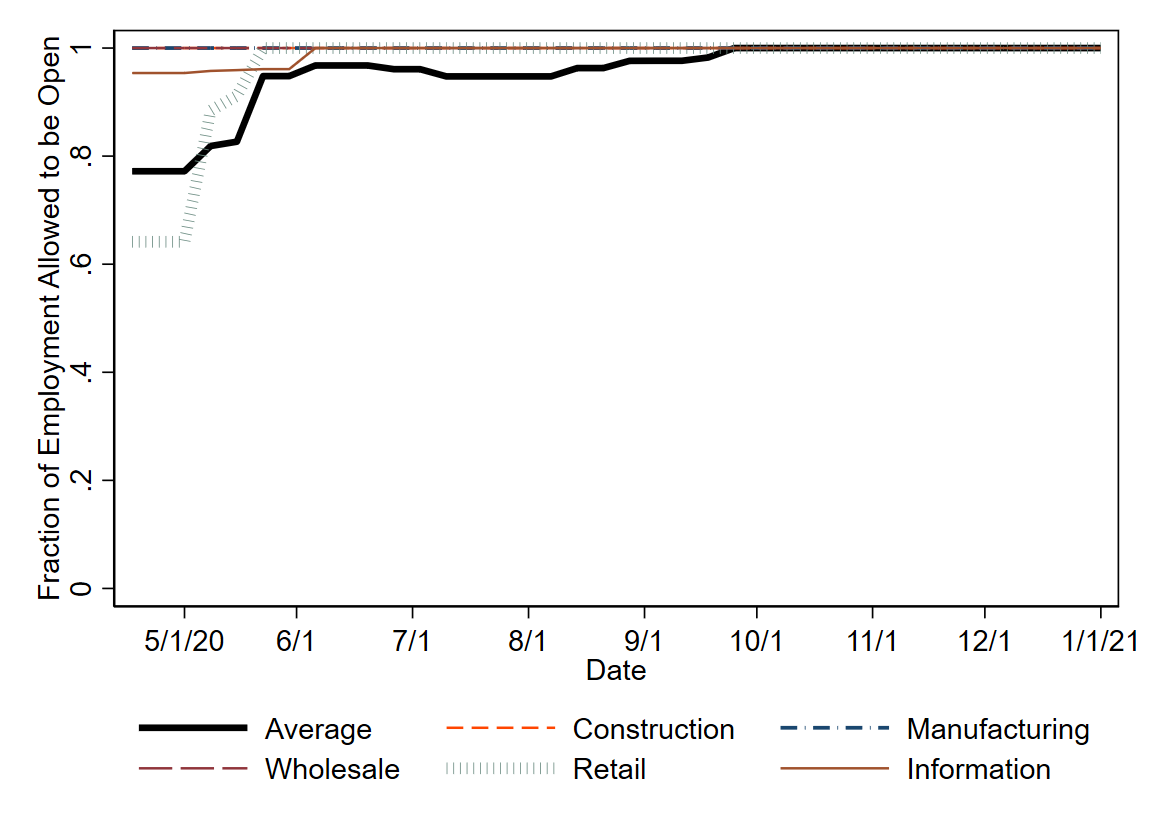 Fraction of Employment Allowed to be Open
1
.8
.6
.4
.2
0
5/1/20 6/1 7/1 8/1 9/1 10/1 11/1 12/1 1/1/21
Date
Average Construction Manufacturing
Wholesale Retail Information